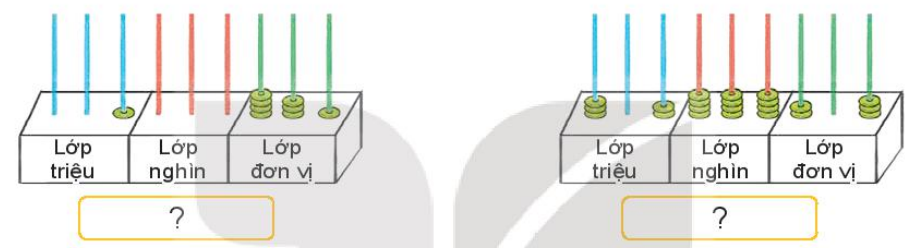 Lớp triệu
Lớp nghìn
Lớp đơn vị
?
Lớp triệu
Lớp nghìn
Lớp đơn vị
?